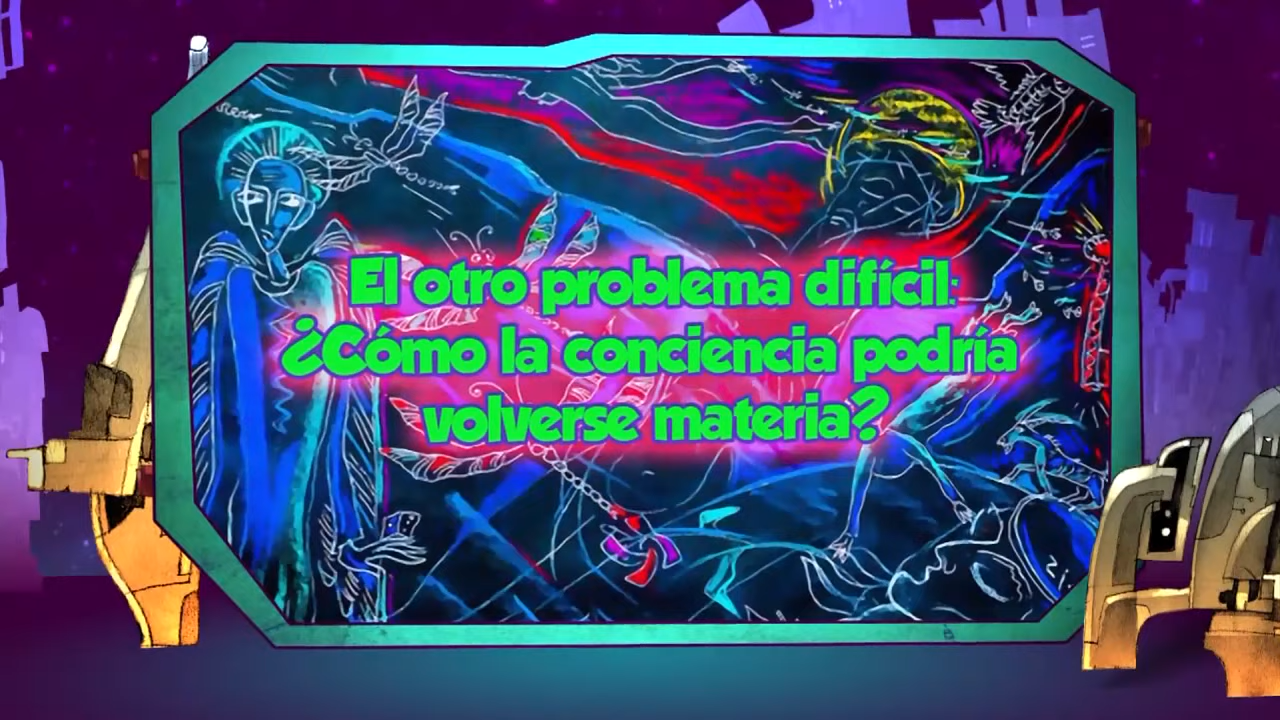 El otro problema difícil:
¿Cómo la conciencia podría
volverse materia?